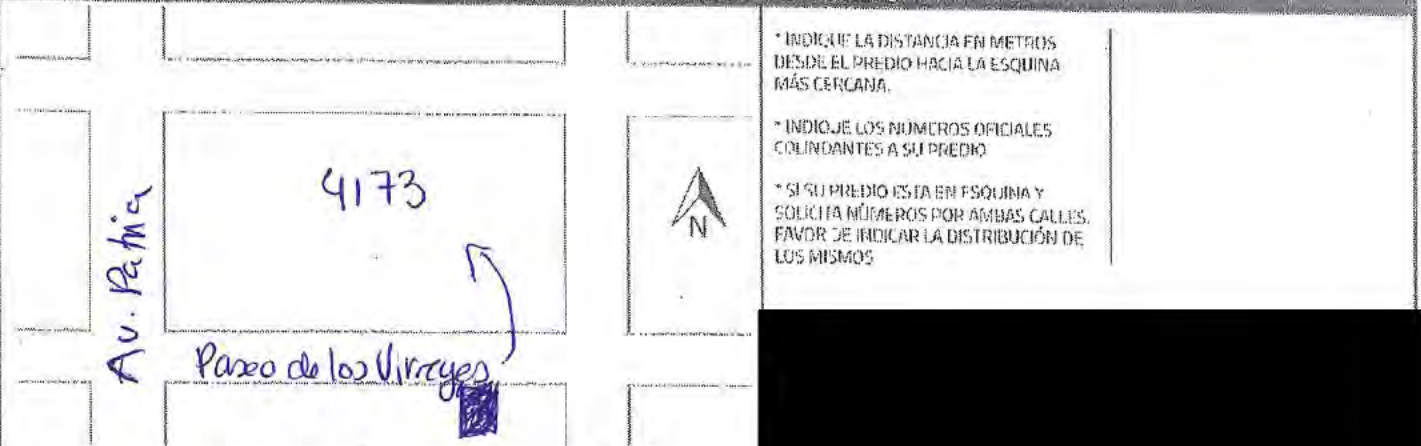 * INDIQUE LA DISTANCIA EN METROS
DESDE EL PREDIO HACIA LA ESQUINA
MÁS CERCANA.
* INDIQUE LOS NÚMEROS OFICIALES
COLINDANTES A SU PREDIO
* SI SU PREDIO ESTA EN ESQUINA Y
SOLICITA NÚMEROS POR AMBAS CALLES,
FAVOR DE INDICAR LA DISTRIBUCIÓN DE
LOS MISMOS
4173
N
Av. Patria
Paseo de los Virreyes